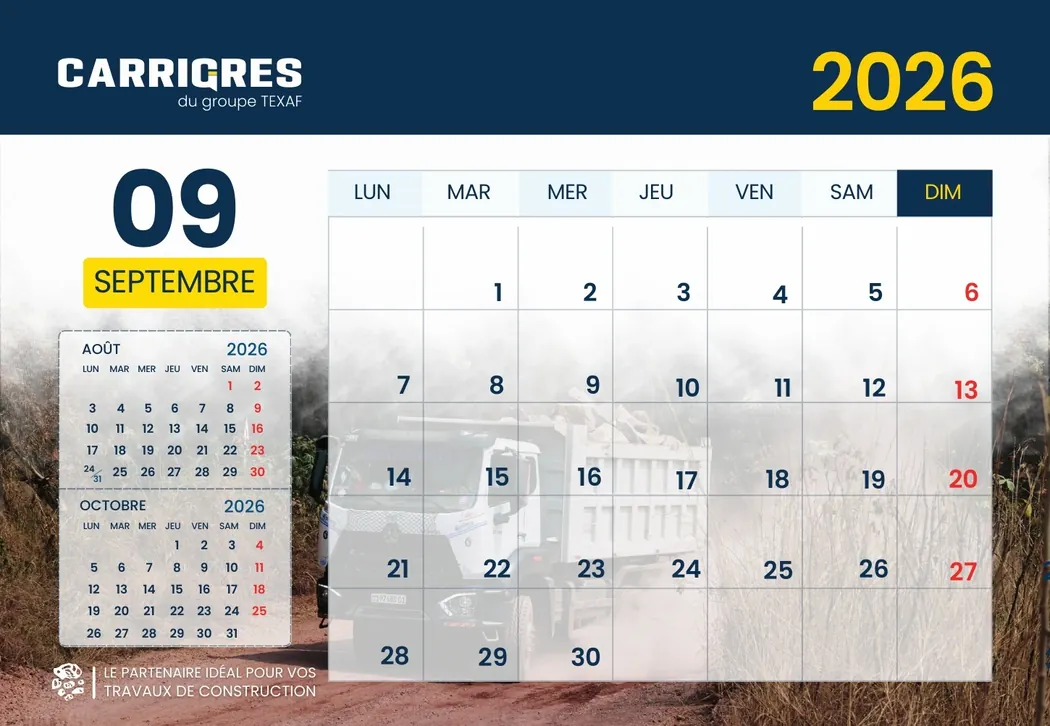 CARRIGRES
du groupe TEXAF
2026
09
SEPTEMBRE
LUN MAR MER JEU VEN SAM DIM
1 2 3 4 5 6
7 8 9 10 11 12 13
14 15 16 17 18 19 20
21 22 23 24 25 26 27
28 29 30
AOÛT 2026
LUN MAR MER JEU VEN SAM DIM
1 2
3 4 5 6 7 8 9
10 11 12 13 14 15 16
17 18 19 20 21 22 23
24/31 25 26 27 28 29 30
OCTOBRE 2026
LUN MAR MER JEU VEN SAM DIM
1 2 3 4
5 6 7 8 9 10 11
12 13 14 15 16 17 18
19 20 21 22 23 24 25
26 27 28 29 30 31
LE PARTENAIRE IDÉAL POUR VOS
TRAVAUX DE CONSTRUCTION